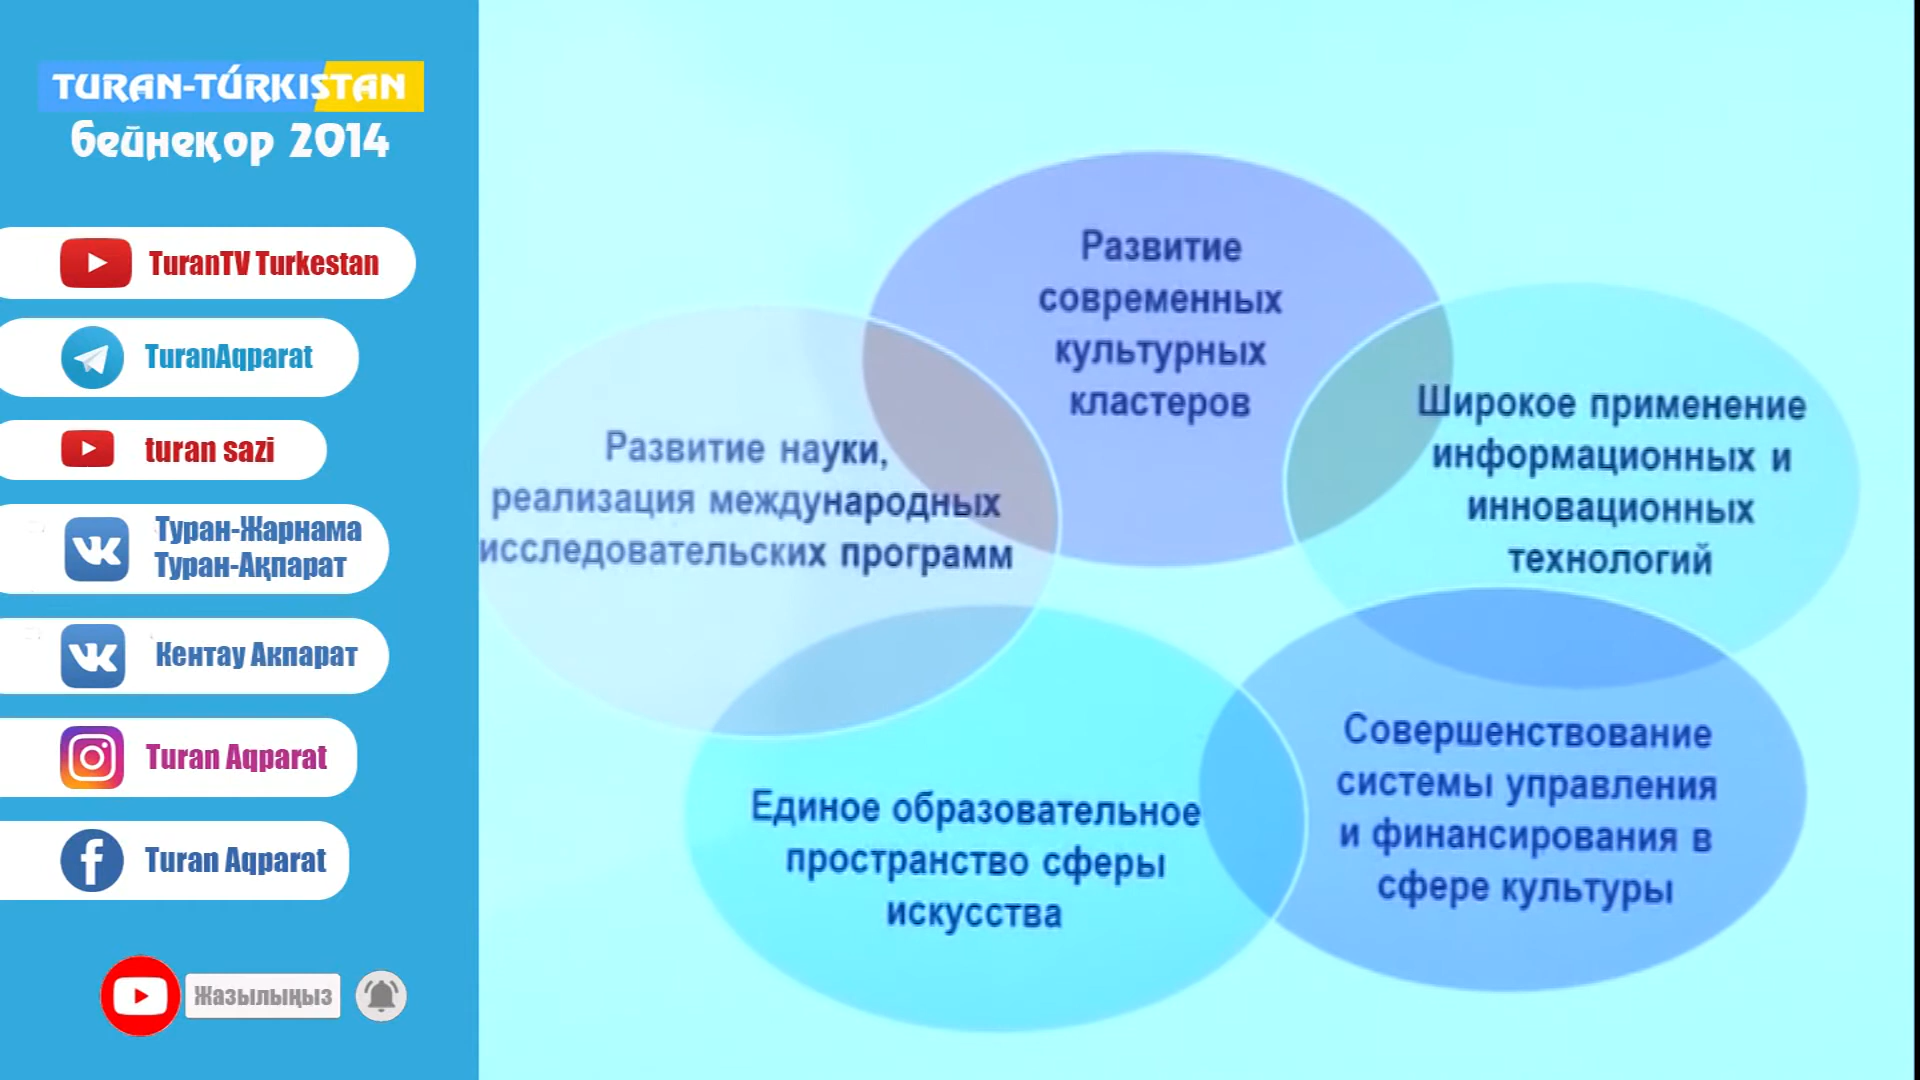 TURAN-TÚRKISTAN
бейнеқор 2014
TuranTV Turkestan
TuranAqparat
turan sazi
Туран-Жарнама
Туран-Ақпарат
Кентау Акпарат
Turan Aqparat
Turan Aqparat
Жазылыңыз
Развитие
современных
культурных
кластеров
Широкое применение
информационных и
инновационных
технологий
Развитие науки,
реализация международных
исследовательских программ
Совершенствование
системы управления
и финансирования в
сфере культуры
Единое образовательное
пространство сферы
искусства